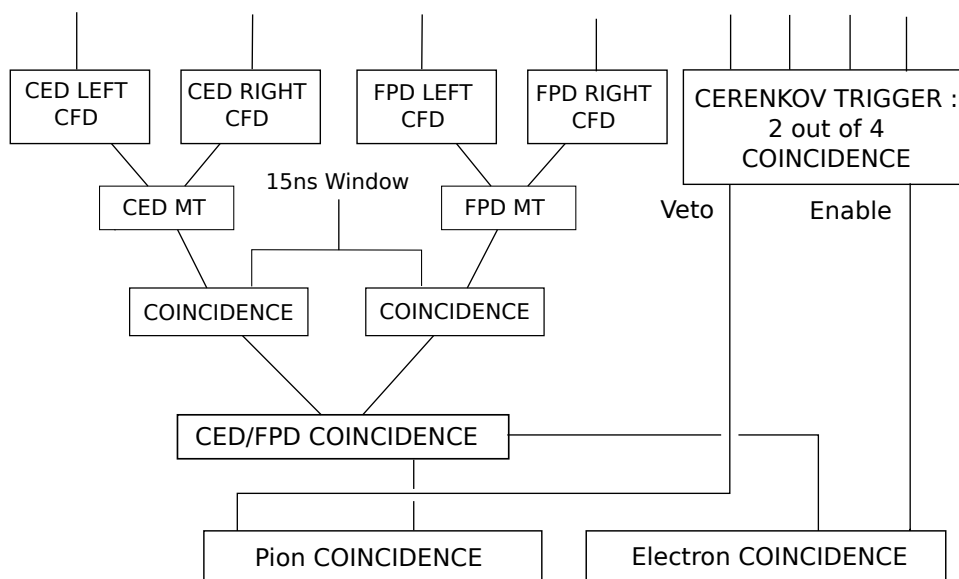 CED LEFT
CFD
CED RIGHT
CFD
FPD LEFT
CFD
FPD RIGHT
CFD
CERENKOV TRIGGER :
2 out of 4
COINCIDENCE
15ns Window
CED MT
FPD MT
Veto
Enable
COINCIDENCE
COINCIDENCE
CED/FPD COINCIDENCE
Pion COINCIDENCE
Electron COINCIDENCE